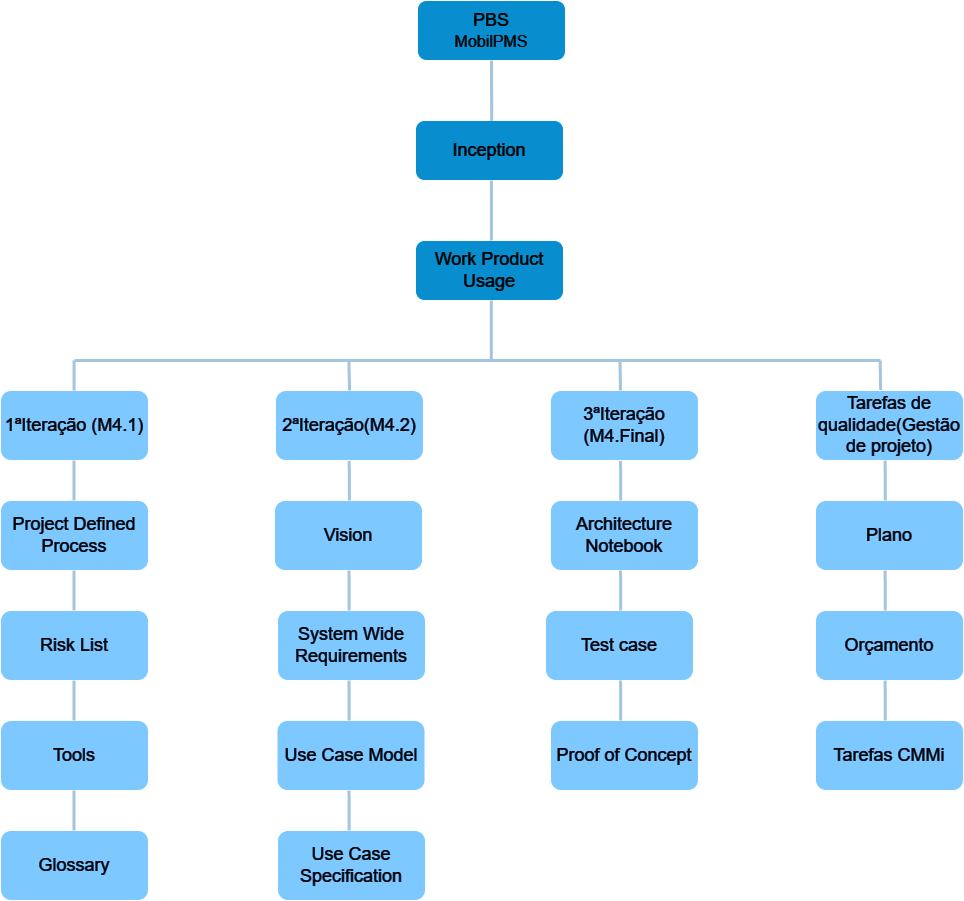 PBS
MobilPMS
Inception
Work Product
Usage
1ªIteração (M4.1)
Project Defined
Process
Risk List
Tools
Glossary
2ªIteração(M4.2)
Vision
System Wide
Requirements
Use Case Model
Use Case
Specification
3ªIteração
(M4.Final)
Architecture
Notebook
Test case
Proof of Concept
Tarefas de
qualidade(Gestão
de projeto)
Plano
Orçamento
Tarefas CMMi